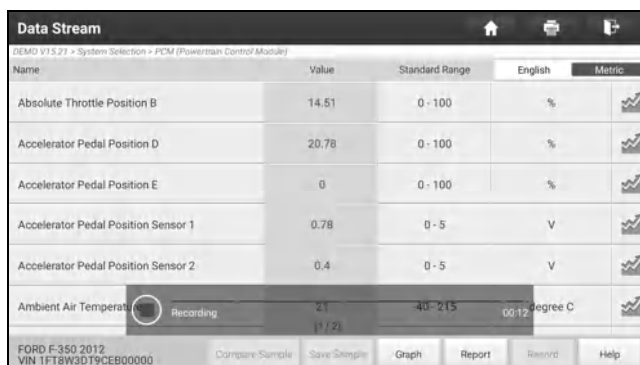 Data Stream
DEMO V15.21 > System Selection > PCM (Powertrain Control Module)
Name Value Standard Range English Metric
Absolute Throttle Position B 14.51 0 - 100 %
Accelerator Pedal Position D 20.78 0 - 100 %
Accelerator Pedal Position E 0 0 - 100 %
Accelerator Pedal Position Sensor 1 0.78 0 - 5 V
Accelerator Pedal Position Sensor 2 0.4 0 - 5 V
Ambient Air Temperature 21 -40- 215 degree C
Recording 00:12
(1 / 2)
FORD F-350 2012
VIN 1FT8W3DT9CEB00000
Compare Sample Save Sample Graph Report Record Help